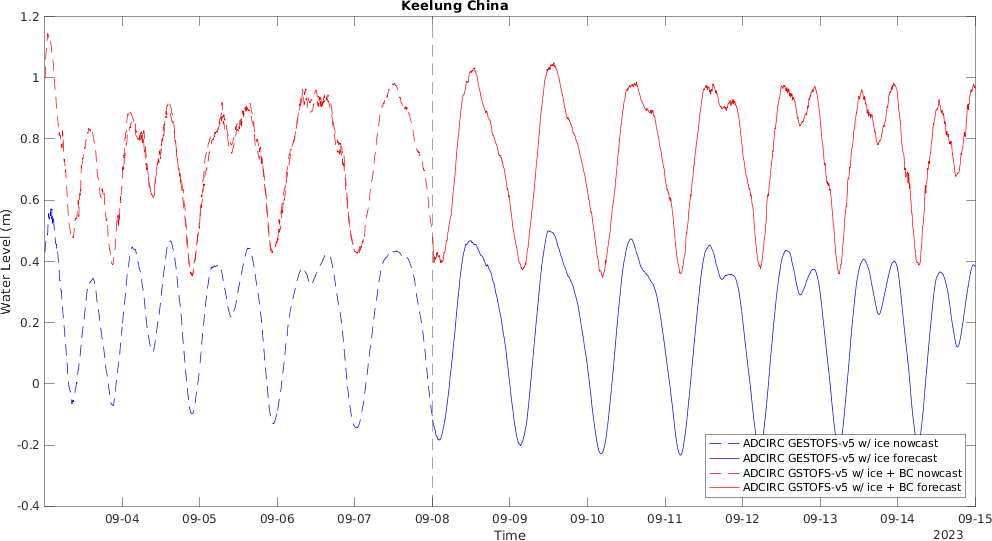 Keelung China
1.2
1
0.8
0.6
0.4
0.2
0
-0.2
-0.4
Water Level (m)
ADCIRC GESTOFS-v5 w/ ice nowcast
ADCIRC GESTOFS-v5 w/ ice forecast
ADCIRC GSTOFS-v5 w/ ice + BC nowcast
ADCIRC GSTOFS-v5 w/ ice + BC forecast
09-04 09-05 09-06 09-07 09-08 09-09 09-10 09-11 09-12 09-13 09-14 09-15
Time
2023